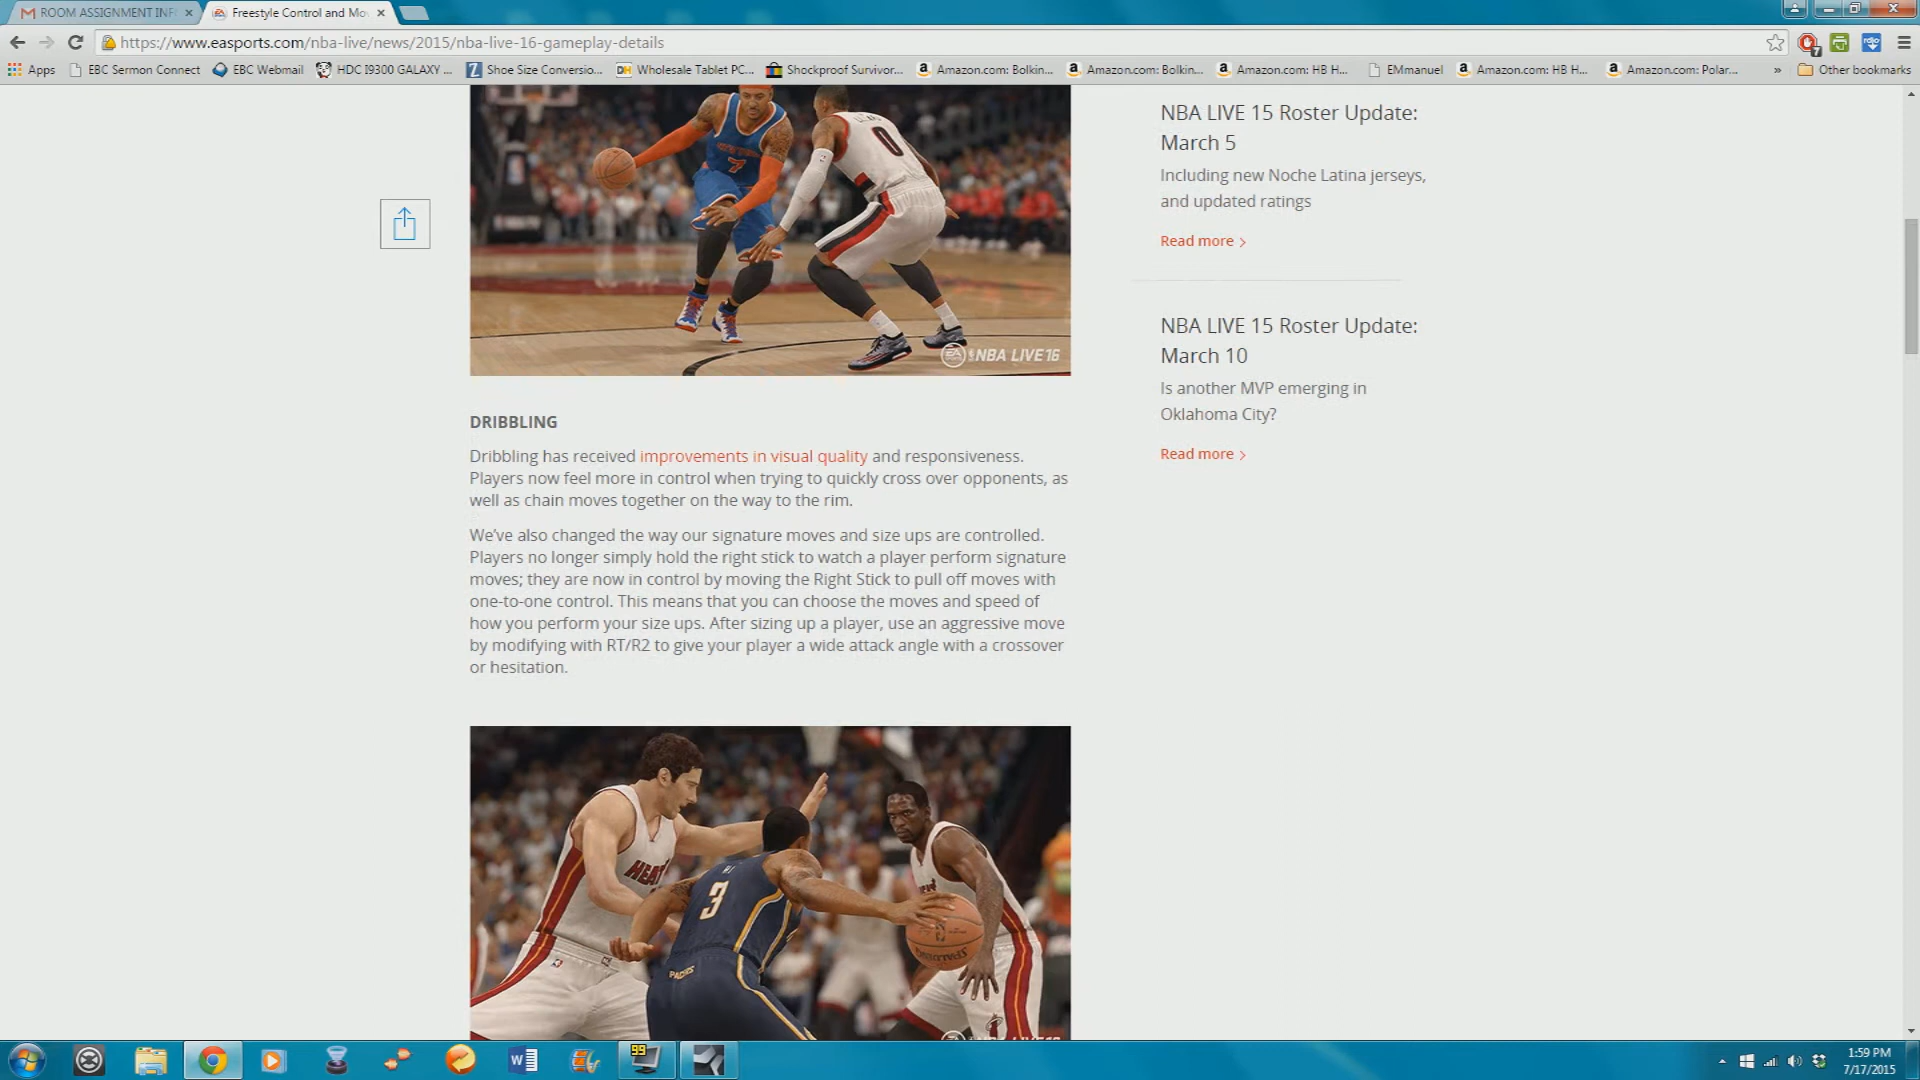 ROOM ASSIGNMENT INF
Freestyle Control and Mo
https://www.easports.com/nba-live/news/2015/nba-live-16-gameplay-details
Apps
EBC Sermon Connect
EBC Webmail
HDC I9300 GALAXY ...
Shoe Size Conversio...
Wholesale Tablet PC...
Shockproof Survivor...
Amazon.com: Bolkin...
Amazon.com: Bolkin...
Amazon.com: HB H...
EMmanuel
Amazon.com: HB H...
Amazon.com: Polar...
Other bookmarks
7
0
NBA LIVE 16
DRIBBLING
Dribbling has received improvements in visual quality and responsiveness.
Players now feel more in control when trying to quickly cross over opponents, as
well as chain moves together on the way to the rim.
We've also changed the way our signature moves and size ups are controlled.
Players no longer simply hold the right stick to watch a player perform signature
moves; they are now in control by moving the Right Stick to pull off moves with
one-to-one control. This means that you can choose the moves and speed of
how you perform your size ups. After sizing up a player, use an aggressive move
by modifying with RT/R2 to give your player a wide attack angle with a crossover
or hesitation.
HEAT
3
PACERS
NBA LIVE 15 Roster Update:
March 5
Including new Noche Latina jerseys,
and updated ratings
Read more
NBA LIVE 15 Roster Update:
March 10
Is another MVP emerging in
Oklahoma City?
Read more
99
1:59 PM
7/17/2015